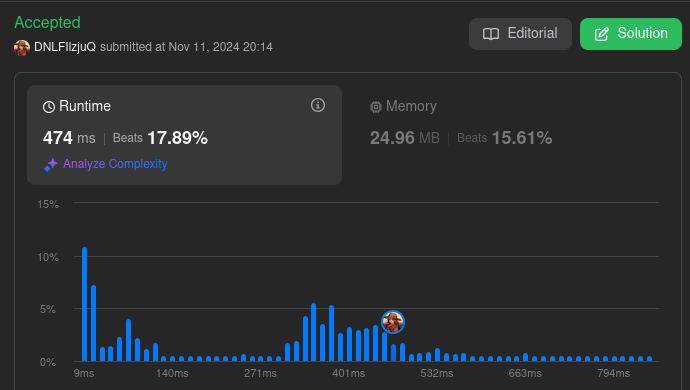 Accepted
DNLFIlzjuQ submitted at Nov 11, 2024 20:14
Editorial
Solution
Runtime
474 ms | Beats 17.89%
Analyze Complexity
Memory
24.96 MB | Beats 15.61%
15%
10%
5%
0%
9ms 140ms 271ms 401ms 532ms 663ms 794ms